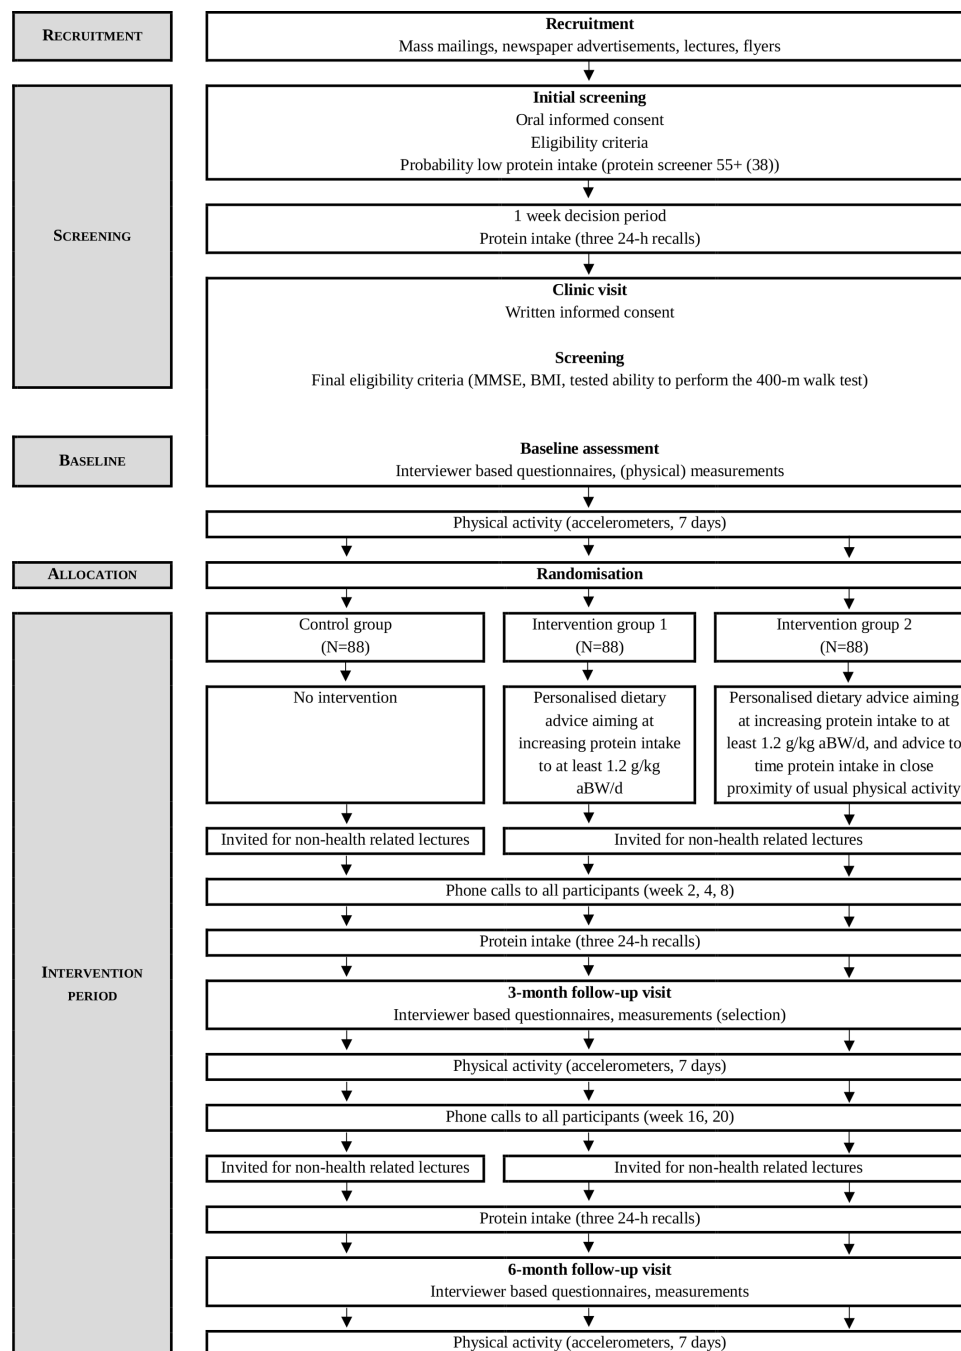 RECRUITMENT
Recruitment
Mass mailings, newspaper advertisements, lectures, flyers
SCREENING
Initial screening
Oral informed consent
Eligibility criteria
Probability low protein intake (protein screener 55+ (38))
1 week decision period
Protein intake (three 24-h recalls)
Clinic visit
Written informed consent
Screening
Final eligibility criteria (MMSE, BMI, tested ability to perform the 400-m walk test)
BASELINE
Baseline assessment
Interviewer based questionnaires, (physical) measurements
Physical activity (accelerometers, 7 days)
ALLOCATION
Randomisation
INTERVENTION
PERIOD
Control group
(N=88)
Intervention group 1
(N=88)
Intervention group 2
(N=88)
No intervention
Personalised dietary
advice aiming at
increasing protein intake
to at least 1.2 g/kg
aBW/d
Personalised dietary advice aiming
at increasing protein intake to at
least 1.2 g/kg aBW/d, and advice to
time protein intake in close
proximity of usual physical activity
Invited for non-health related lectures
Invited for non-health related lectures
Phone calls to all participants (week 2, 4, 8)
Protein intake (three 24-h recalls)
3-month follow-up visit
Interviewer based questionnaires, measurements (selection)
Physical activity (accelerometers, 7 days)
Phone calls to all participants (week 16, 20)
Invited for non-health related lectures
Invited for non-health related lectures
Protein intake (three 24-h recalls)
6-month follow-up visit
Interviewer based questionnaires, measurements
Physical activity (accelerometers, 7 days)